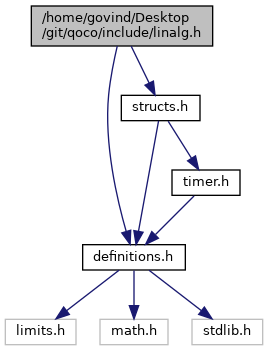 /home/govind/Desktop
/git/qoco/include/linalg.h
structs.h
timer.h
definitions.h
limits.h
math.h
stdlib.h